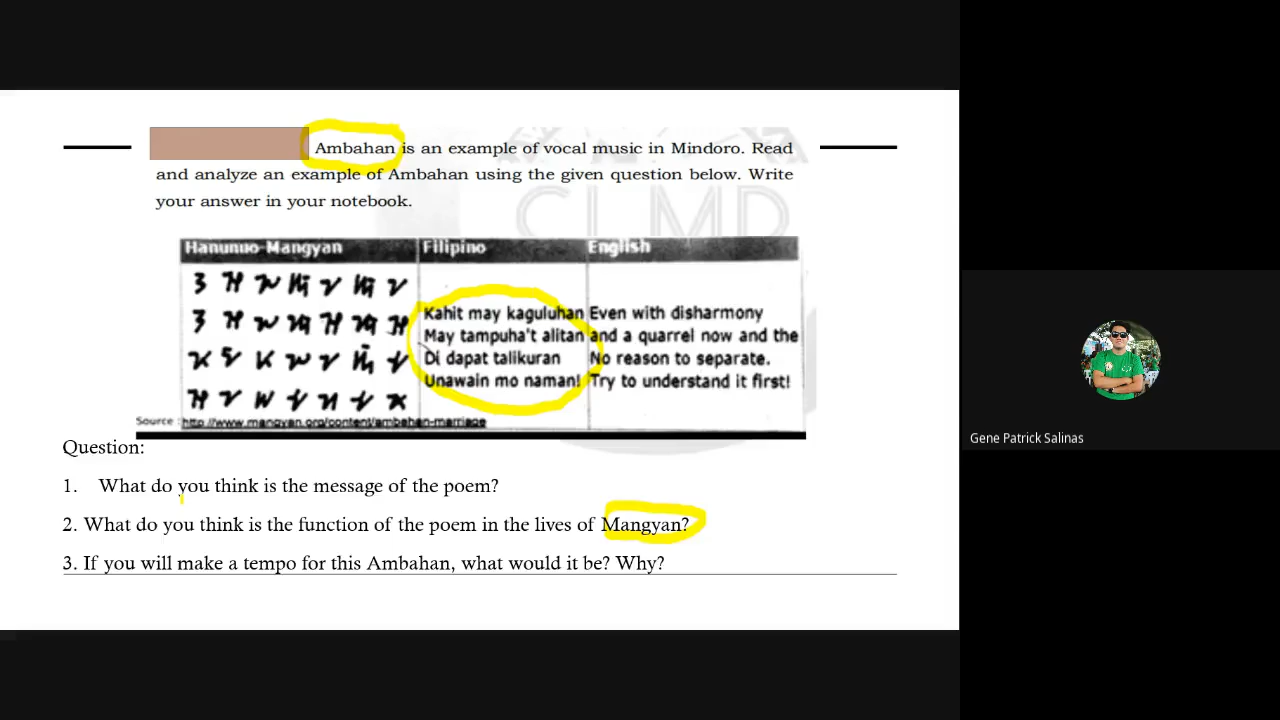 Ambahan is an example of vocal music in Mindoro. Read
and analyze an example of Ambahan using the given question below. Write
your answer in your notebook.
CLMD
Hanunuo-Mangyan Filipino English
Kahit may kaguluhan Even with disharmony
May tampuha't alitan and a quarrel now and the
Di dapat talikuran No reason to separate.
Unawain mo naman! Try to understand it first!
Source : http://www.mangyan.org/content/ambahan-marriage
Question:
1. What do you think is the message of the poem?
2. What do you think is the function of the poem in the lives of Mangyan?
3. If you will make a tempo for this Ambahan, what would it be? Why?
Gene Patrick Salinas